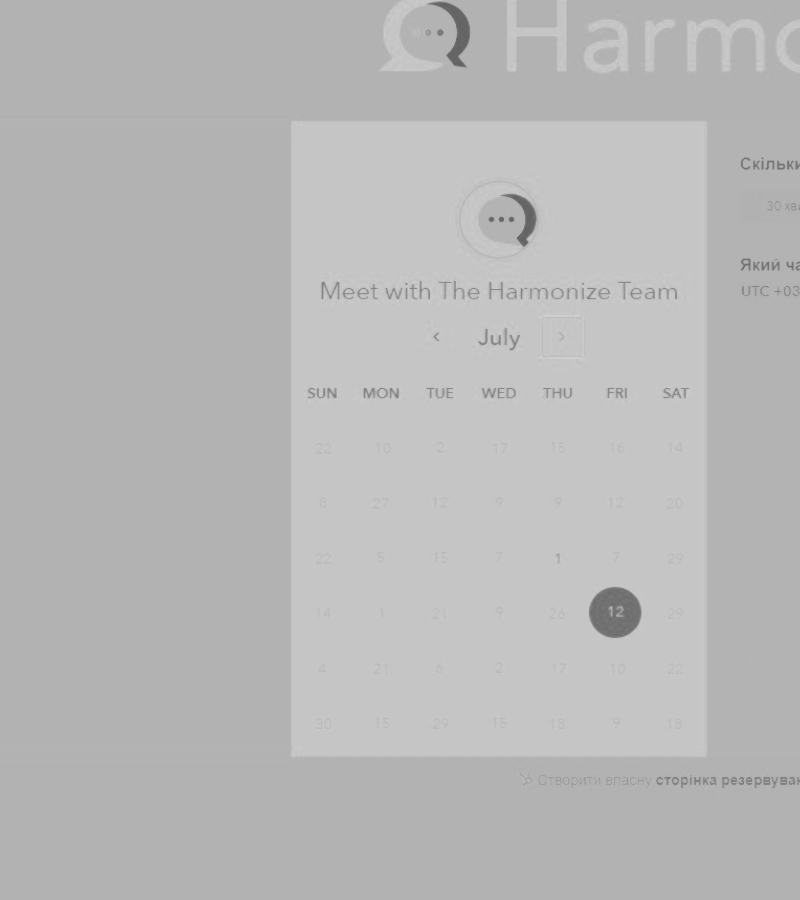 Harmo
Скільки
30 хви
Який ча
UTC +03
Meet with The Harmonize Team
July
SUN MON TUE WED THU FRI SAT
22 10 2 17 15 16 14
8 27 12 9 9 12 20
22 5 15 7 1 7 29
14 1 21 9 26 12 29
4 21 6 2 17 10 22
30 15 29 15 18 9 18
Створити власну сторінка резервуван